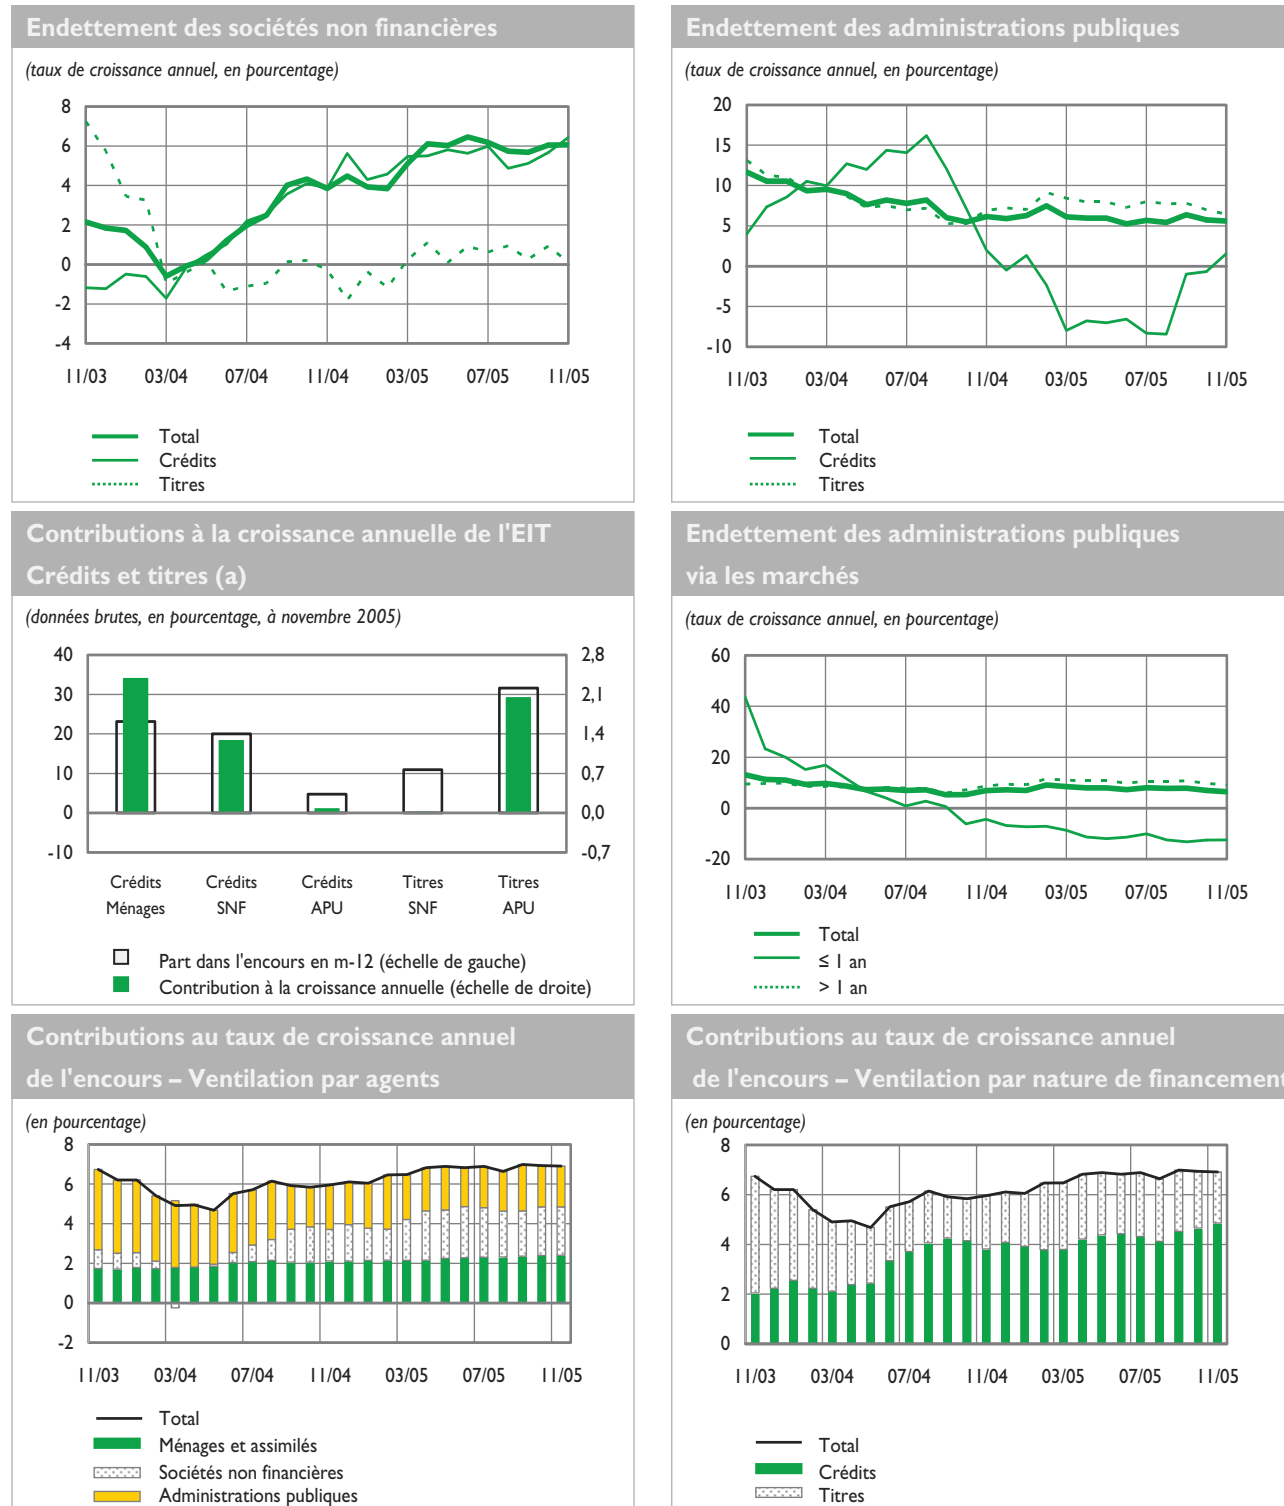 Endettement des sociétés non financières
(taux de croissance annuel, en pourcentage)
8
6
4
2
0
-2
-4
11/03 03/04 07/04 11/04 03/05 07/05 11/05
Total
Crédits
Titres
Endettement des administrations publiques
(taux de croissance annuel, en pourcentage)
20
15
10
5
0
-5
-10
11/03 03/04 07/04 11/04 03/05 07/05 11/05
Total
Crédits
Titres
Contributions à la croissance annuelle de l'EIT
Crédits et titres (a)
(données brutes, en pourcentage, à novembre 2005)
40 2,8
30 2,1
20 1,4
10 0,7
0 0,0
-10 -0,7
Crédits Crédits Crédits Titres Titres
Ménages SNF APU SNF APU
Part dans l'encours en m-12 (échelle de gauche)
Contribution à la croissance annuelle (échelle de droite)
Endettement des administrations publiques
via les marchés
(taux de croissance annuel, en pourcentage)
60
40
20
0
-20
11/03 03/04 07/04 11/04 03/05 07/05 11/05
Total
≤ 1 an
> 1 an
Contributions au taux de croissance annuel
de l'encours – Ventilation par agents
(en pourcentage)
8
6
4
2
0
-2
11/03 03/04 07/04 11/04 03/05 07/05 11/05
Total
Ménages et assimilés
Sociétés non financières
Administrations publiques
Contributions au taux de croissance annuel
de l'encours – Ventilation par nature de financement
(en pourcentage)
8
6
4
2
0
11/03 03/04 07/04 11/04 03/05 07/05 11/05
Total
Crédits
Titres